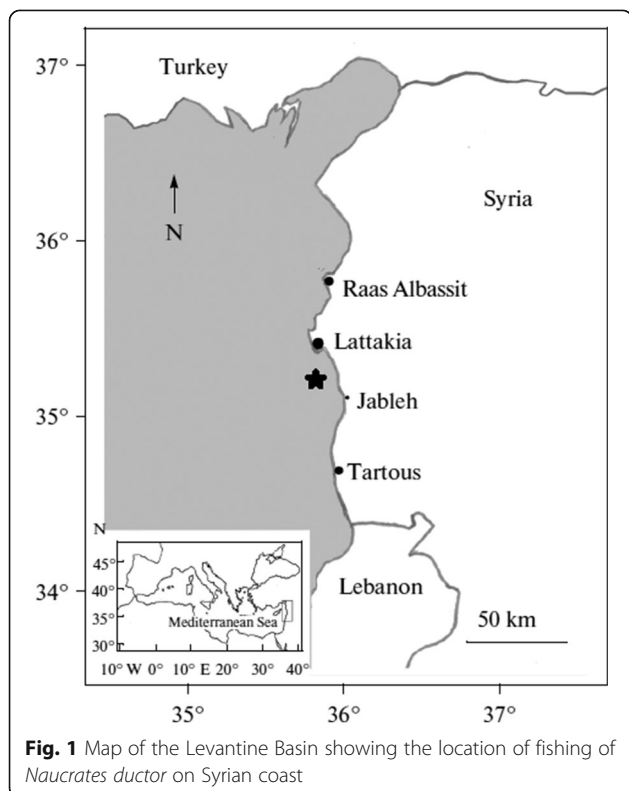 37°
Turkey
Syria
N
36°
Raas Albassit
Lattakia
35°
Jableh
Tartous
N
34°
Lebanon
50 km
45°
40°
35°
30°
Mediterranean Sea
10° W 0° 10° E 20° 30° 40°
35° 36° 37°
Fig. 1 Map of the Levantine Basin showing the location of fishing of
Naucrates ductor on Syrian coast